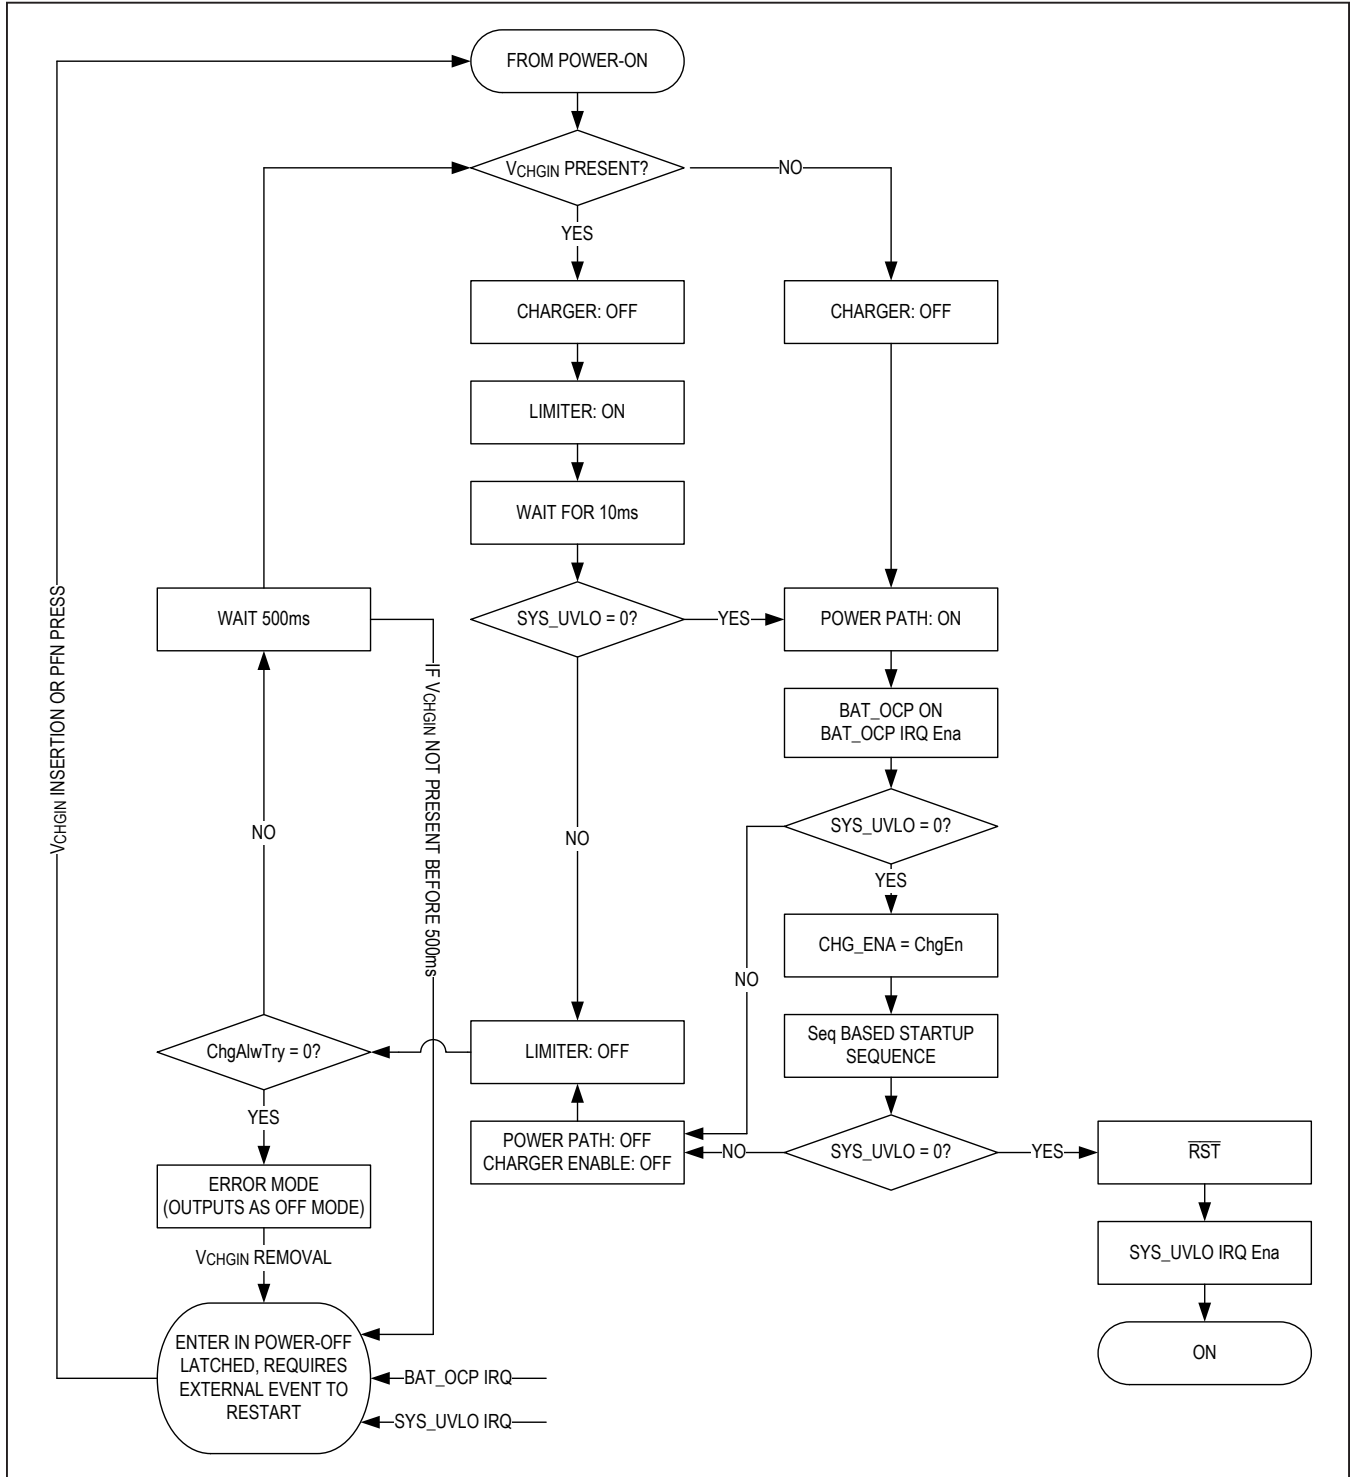 FROM POWER-ON
VCHGIN PRESENT?
NO
YES
CHARGER: OFF
CHARGER: OFF
LIMITER: ON
WAIT FOR 10ms
WAIT 500ms
SYS_UVLO = 0?
YES
POWER PATH: ON
VCHGIN INSERTION OR PFN PRESS
IF VCHGIN NOT PRESENT BEFORE 500ms
BAT_OCP ON
BAT_OCP IRQ Ena
NO
NO
SYS_UVLO = 0?
YES
CHG_ENA = ChgEn
NO
Seq BASED STARTUP
SEQUENCE
ChgAlwTry = 0?
LIMITER: OFF
YES
POWER PATH: OFF
CHARGER ENABLE: OFF
NO
SYS_UVLO = 0?
YES
RST
ERROR MODE
(OUTPUTS AS OFF MODE)
VCHGIN REMOVAL
SYS_UVLO IRQ Ena
ENTER IN POWER-OFF
LATCHED, REQUIRES
EXTERNAL EVENT TO
RESTART
BAT_OCP IRQ
SYS_UVLO IRQ
ON